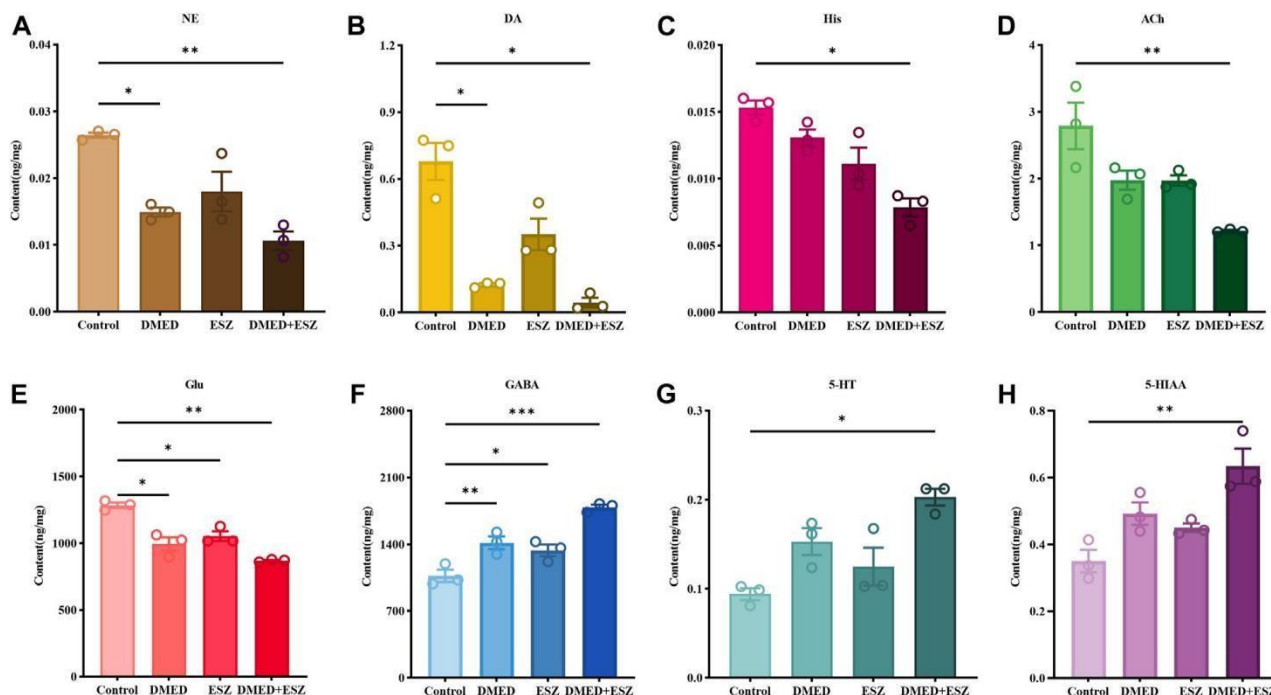 A
NE
Content(ng/mg)
0.04
0.03
0.02
0.01
0.00
**
*
Control DMED ESZ DMED+ESZ
B
DA
Content(ng/mg)
1.2
0.9
0.6
0.3
0.0
*
*
Control DMED ESZ DMED+ESZ
C
His
Content(ng/mg)
0.020
0.015
0.010
0.005
0.000
*
Control DMED ESZ DMED+ESZ
D
ACh
Content(ng/mg)
4
3
2
1
0
**
Control DMED ESZ DMED+ESZ
E
Glu
Content(ng/mg)
2000
1500
1000
500
0
**
*
*
Control DMED ESZ DMED+ESZ
F
GABA
Content(ng/mg)
2800
2100
1400
700
0
***
*
**
Control DMED ESZ DMED+ESZ
G
5-HT
Content(ng/mg)
0.3
0.2
0.1
0.0
*
Control DMED ESZ DMED+ESZ
H
5-HIAA
Content(ng/mg)
0.8
0.6
0.4
0.2
0.0
**
Control DMED ESZ DMED+ESZ